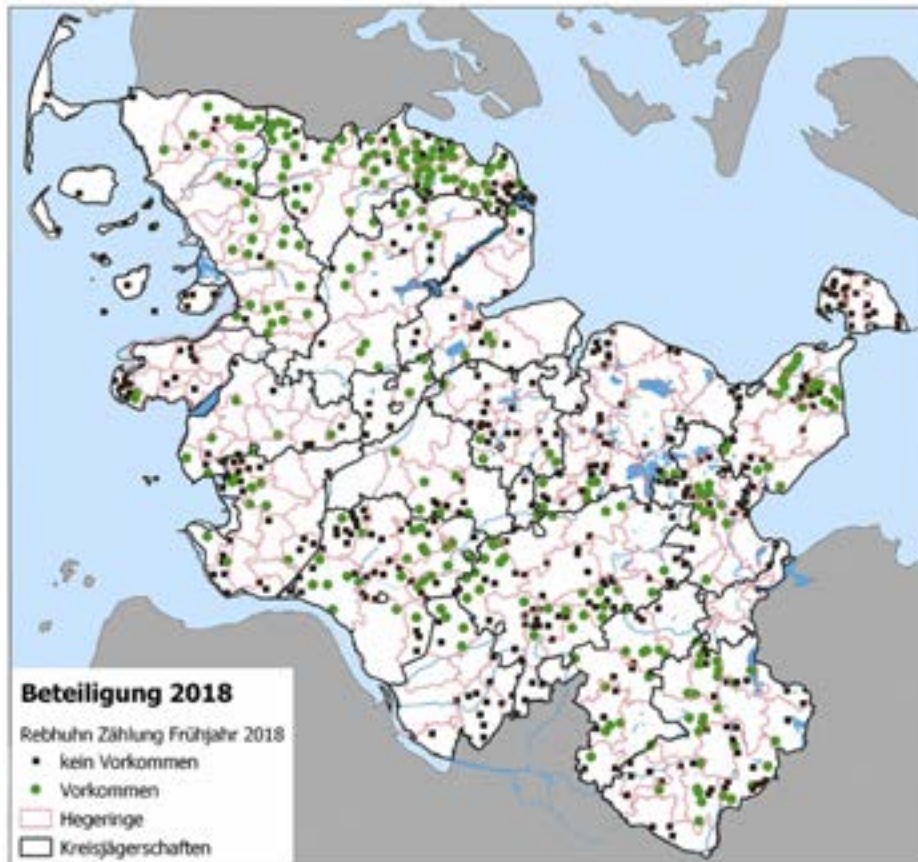 Beteiligung 2018
Rebhuhn Zählung Frühjahr 2018
kein Vorkommen
Vorkommen
Hegeringe
Kreisjägerschaften